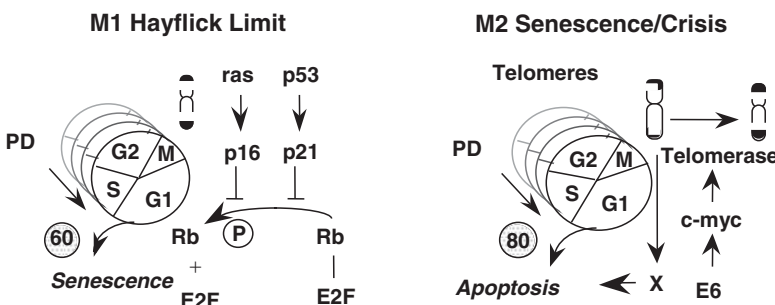 M1 Hayflick Limit
ras p53
PD
G2 M
p16 p21
S G1
60
Rb P Rb
Senescence
+
E2F E2F
M2 Senescence/Crisis
Telomeres
PD
G2 M
Telomerase
S G1
c-myc
80
Apoptosis X E6